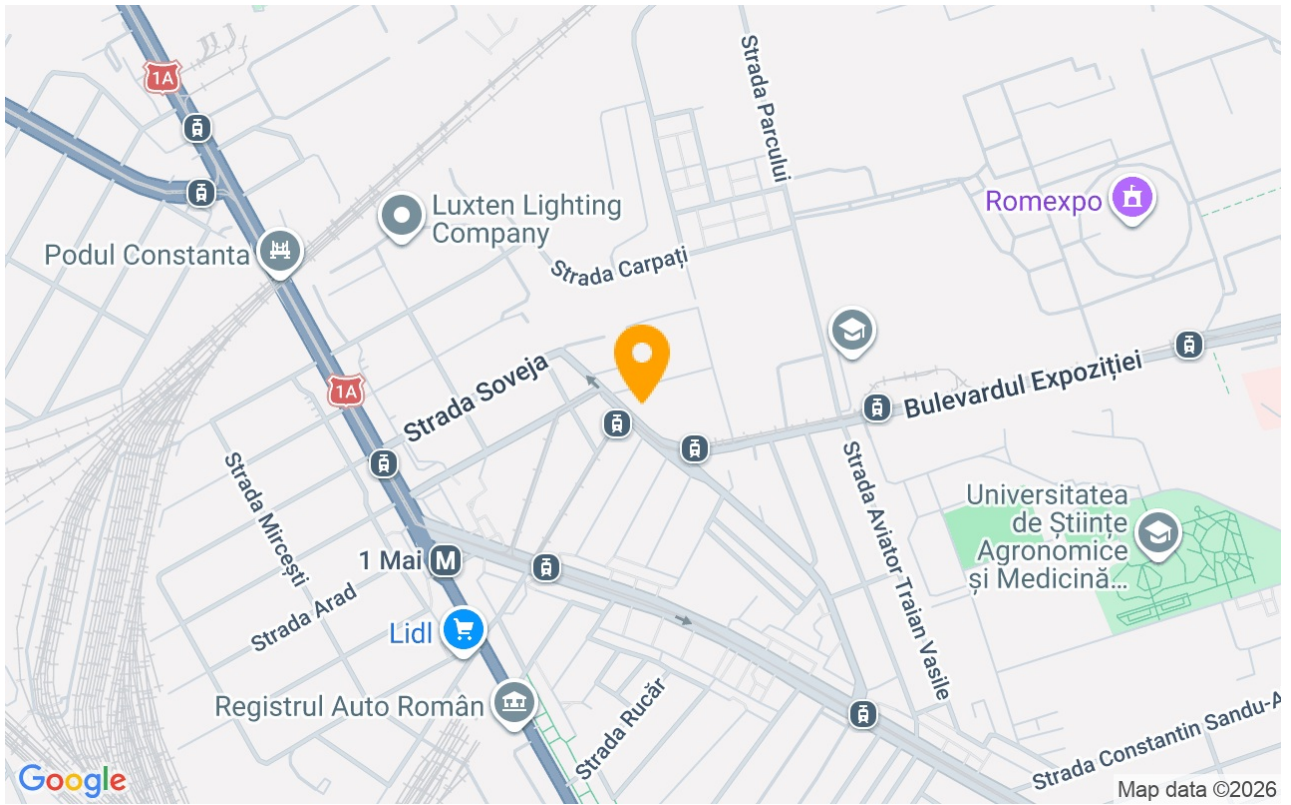 1A
Strada Parcului
Romexpo
Luxten Lighting
Company
Podul Constanta
Strada Carpați
Strada Soveja
1A
Bulevardul Expoziției
Strada Mircești
Strada Aviator Traian Vasile
Universitatea
de Științe
Agronomice
și Medicină...
1 Mai M
Strada Arad
Lidl
Registrul Auto Român
Strada Rucăr
Strada Constantin Sandu-A
Google
Map data ©2026